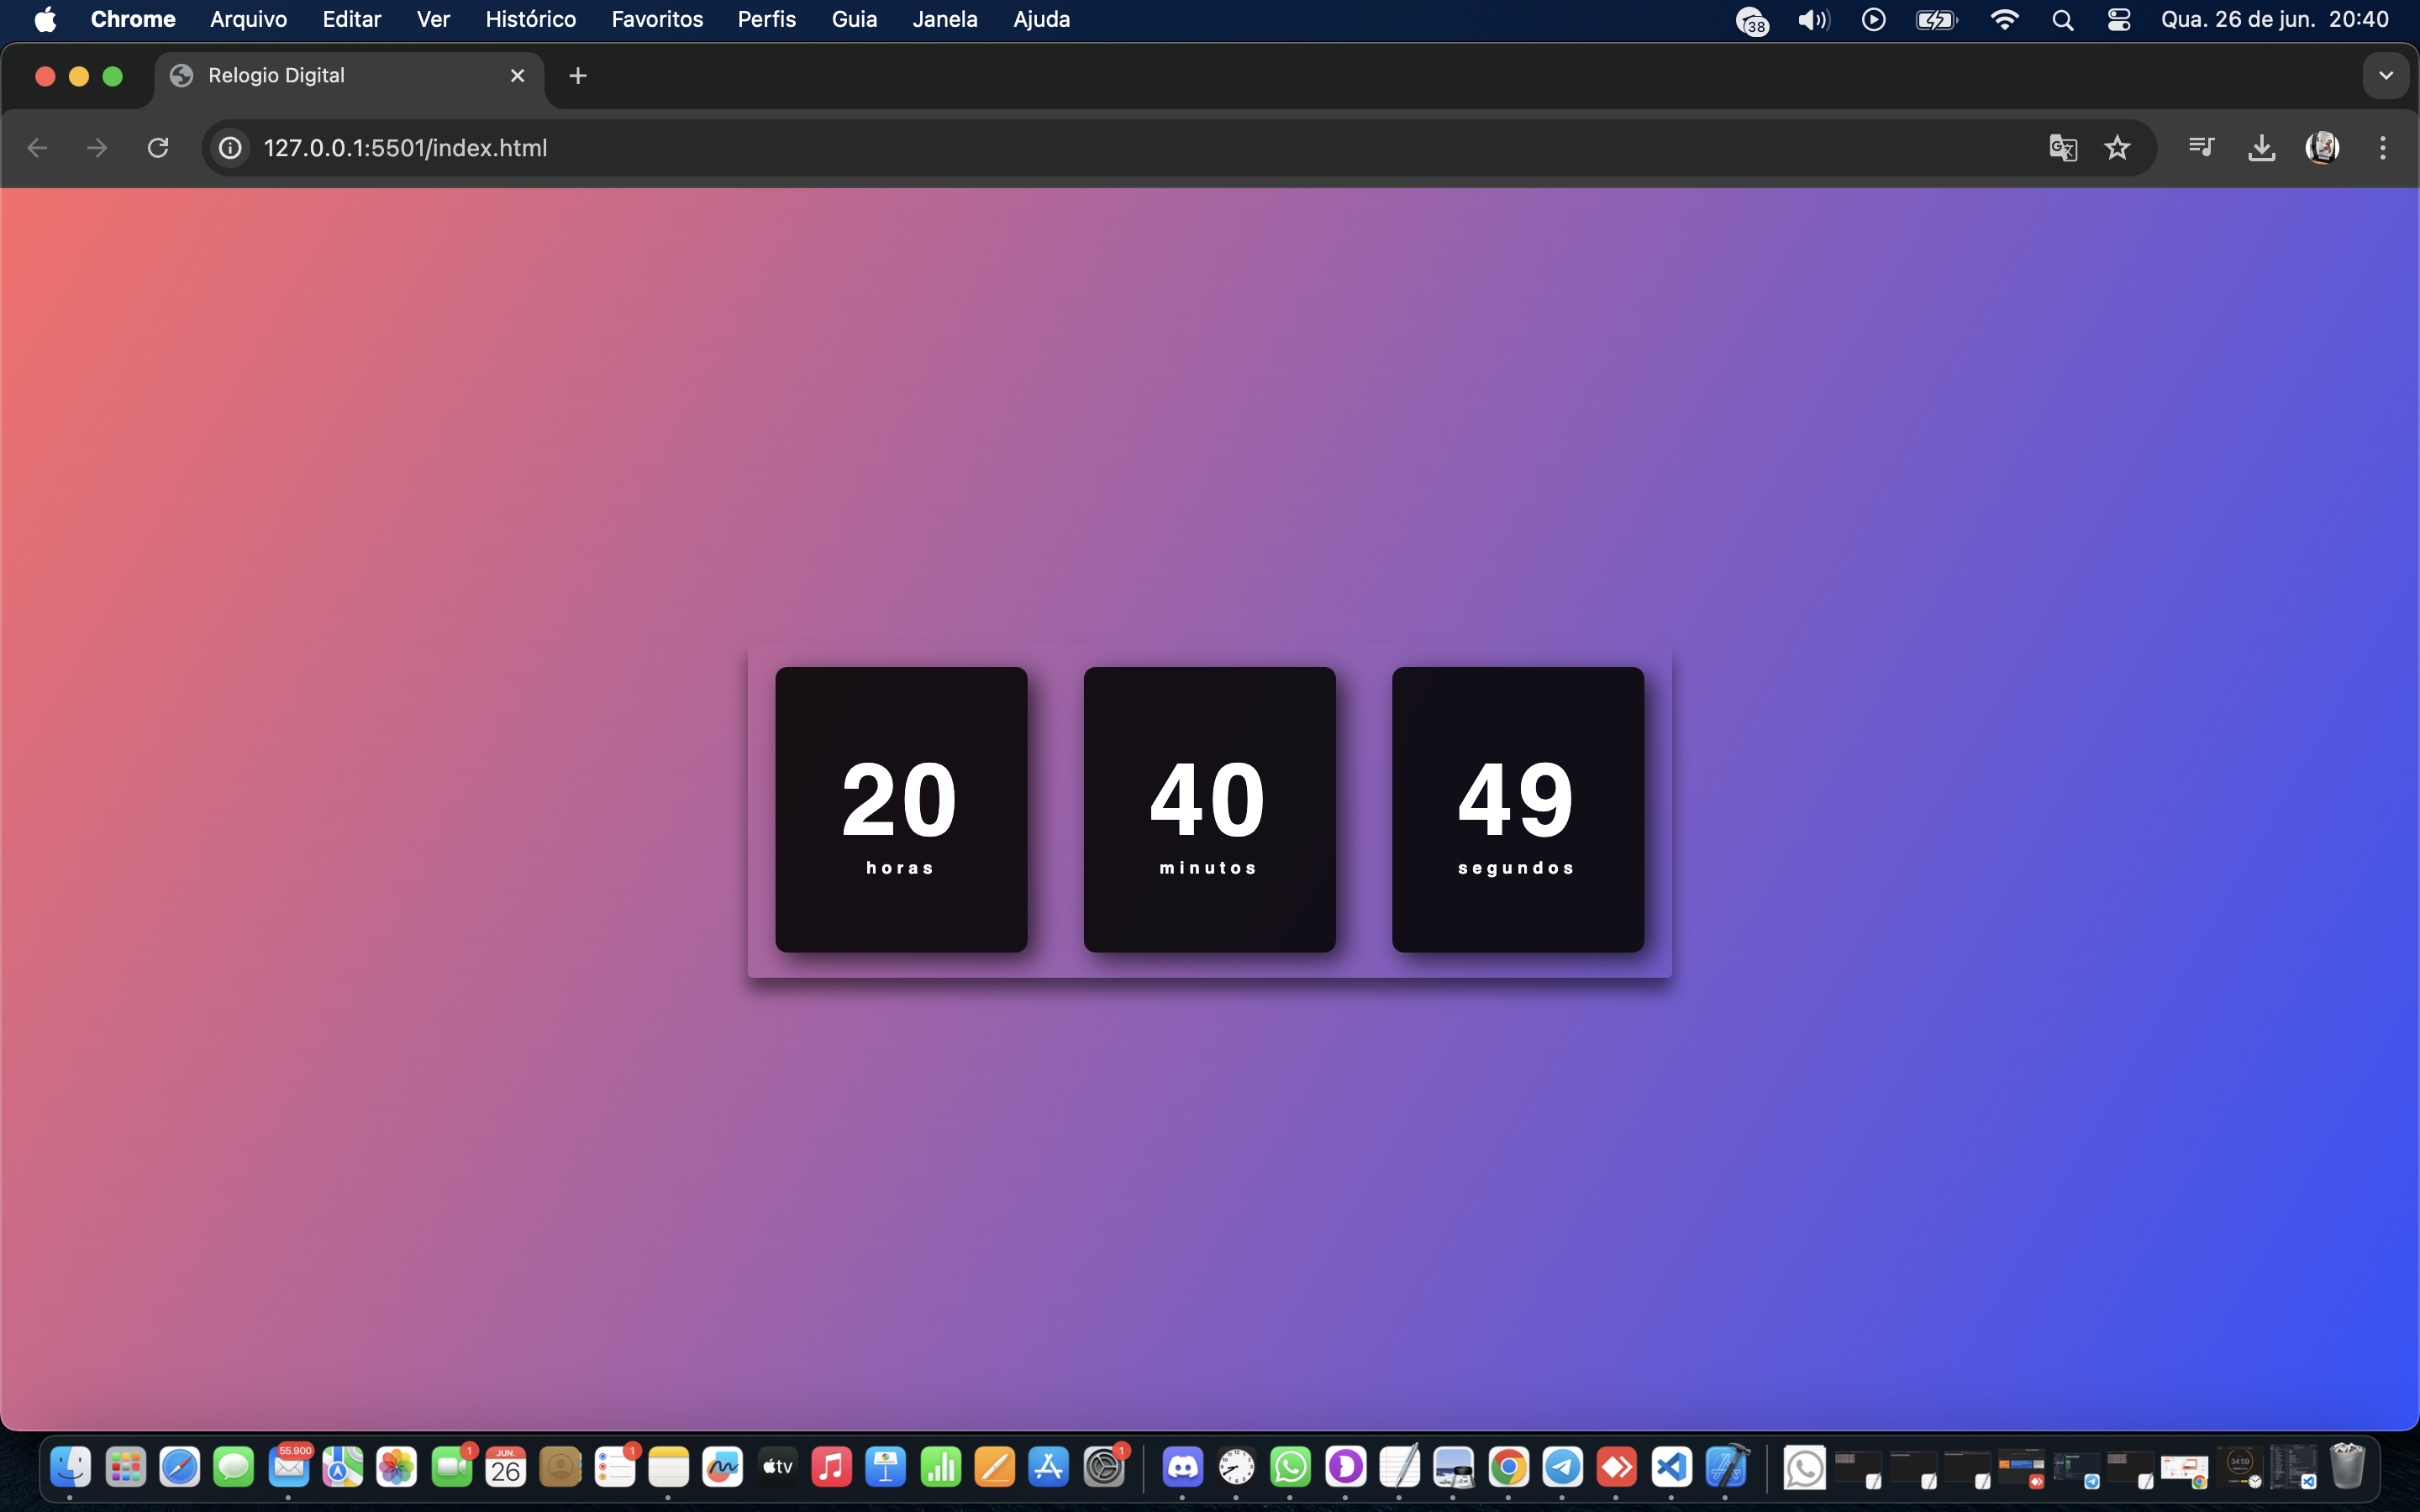 Chrome Arquivo Editar Ver Histórico Favoritos Perfis Guia Janela Ajuda 38 Qua. 26 de jun. 20:40
Relogio Digital
127.0.0.1:5501/index.html
20 40 49
horas minutos segundos
55.900 1 JUN. 26 1 tv 1 34:59